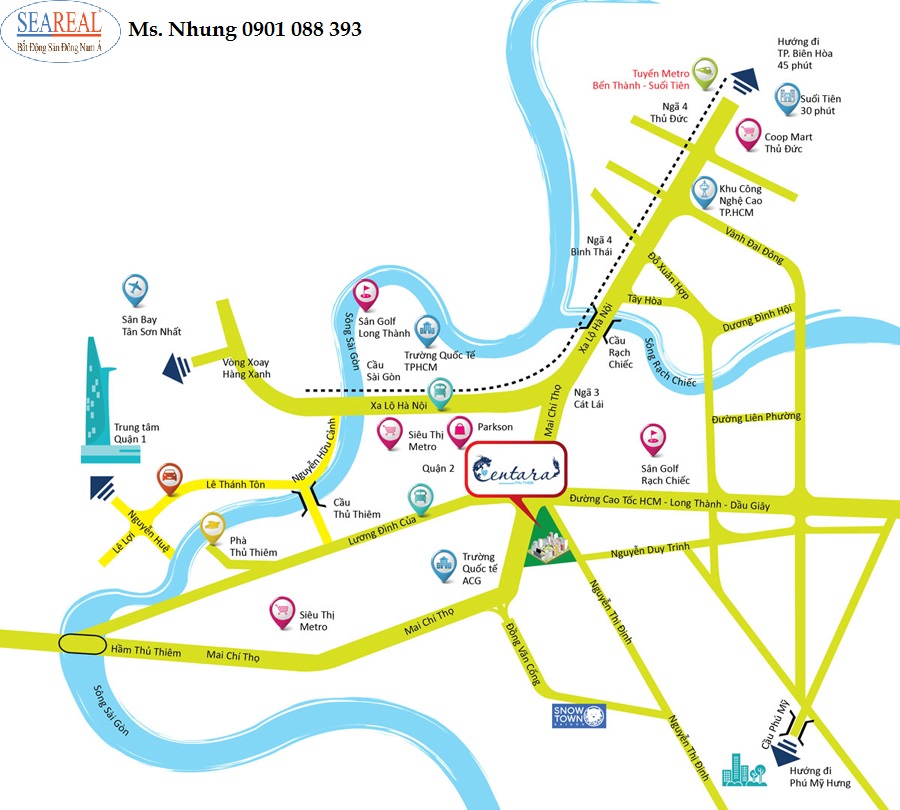 SEAREAL
Bất Động Sản Đông Nam Á
Ms. Nhung 0901 088 393
Hướng đi
TP. Biên Hòa
45 phút
Tuyến Metro
Bến Thành - Suối Tiên
Suối Tiên
30 phút
Ngã 4
Thủ Đức
Coop Mart
Thủ Đức
Khu Công
Nghệ Cao
TP.HCM
Vành Đai Đông
Ngã 4
Bình Thái
Đỗ Xuân Hợp
Tây Hòa
Dương Đình Hội
Sân Bay
Tân Sơn Nhất
Sân Golf
Long Thành
Sông Sài Gòn
Trường Quốc Tế
TPHCM
Xa Lộ Hà Nội
Cầu
Rạch
Chiếc
Sông Rạch Chiếc
Vòng Xoay
Hàng Xanh
Cầu
Sài Gòn
Xa Lộ Hà Nội
Mai Chí Thọ
Ngã 3
Cát Lái
Đường Liên Phường
Trung tâm
Quận 1
Nguyễn Hữu Cảnh
Siêu Thị
Metro
Parkson
Quận 2
Centara
Sân Golf
Rạch Chiếc
Lê Thánh Tôn
Cầu
Thủ Thiêm
Lương Định Của
Đường Cao Tốc HCM - Long Thành - Dầu Giây
Lê Lợi
Nguyễn Huệ
Phà
Thủ Thiêm
Trường
Quốc tế
ACG
Nguyễn Duy Trinh
Nguyễn Thị Định
Siêu Thị
Metro
Mai Chí Thọ
Hầm Thủ Thiêm
Mai Chí Thọ
Đồng Văn Cống
Sông Sài Gòn
SNOW
TOWN
Nguyễn Thị Định
Cầu Phú Mỹ
Hướng đi
Phú Mỹ Hưng